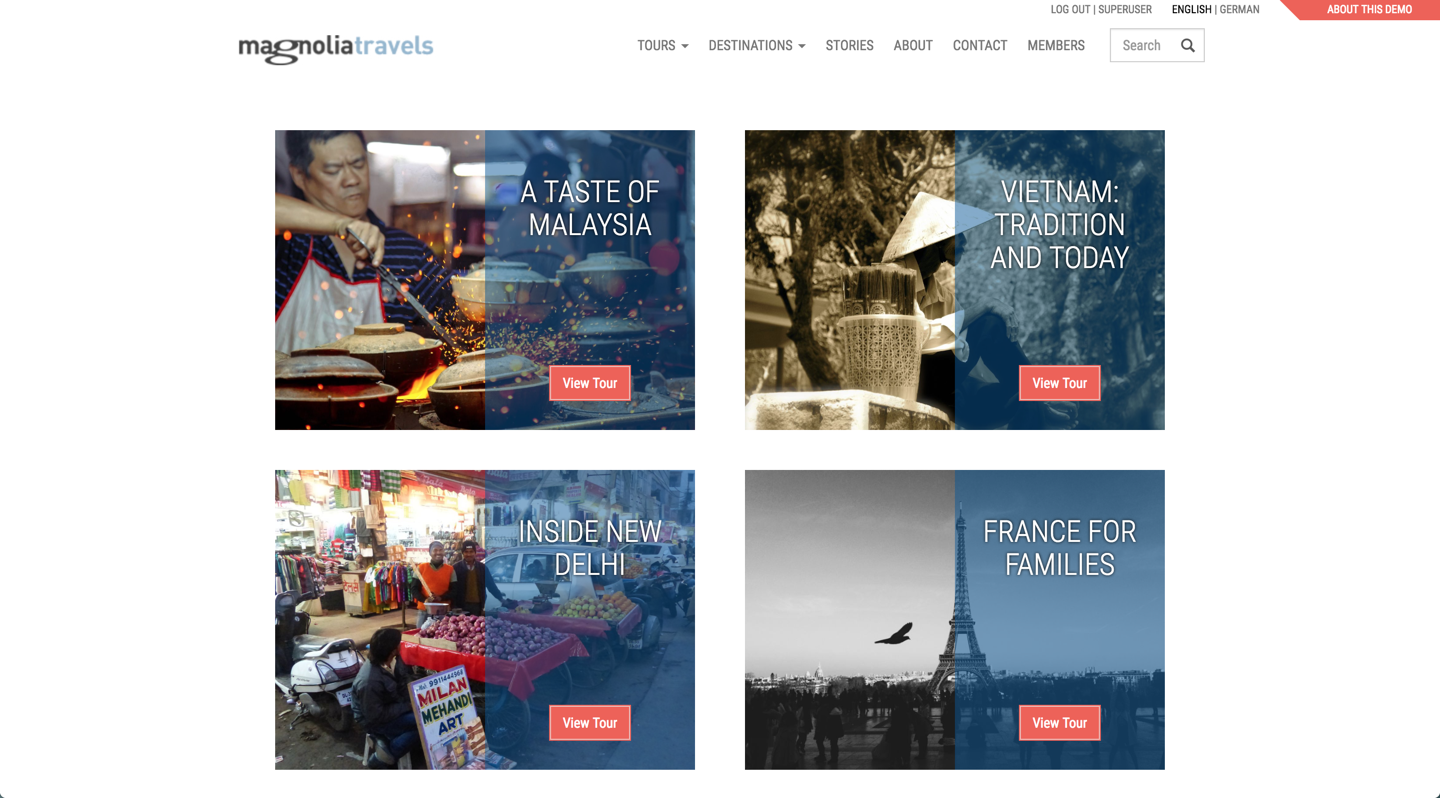 LOG OUT | SUPERUSER
ENGLISH | GERMAN
ABOUT THIS DEMO
magnoliatravels
TOURS
DESTINATIONS
STORIES
ABOUT
CONTACT
MEMBERS
Search
A TASTE OF
MALAYSIA
View Tour
VIETNAM:
TRADITION
AND TODAY
View Tour
INSIDE NEW
DELHI
9911444968
MILAN
MEHANDI
ART
View Tour
FRANCE FOR
FAMILIES
View Tour